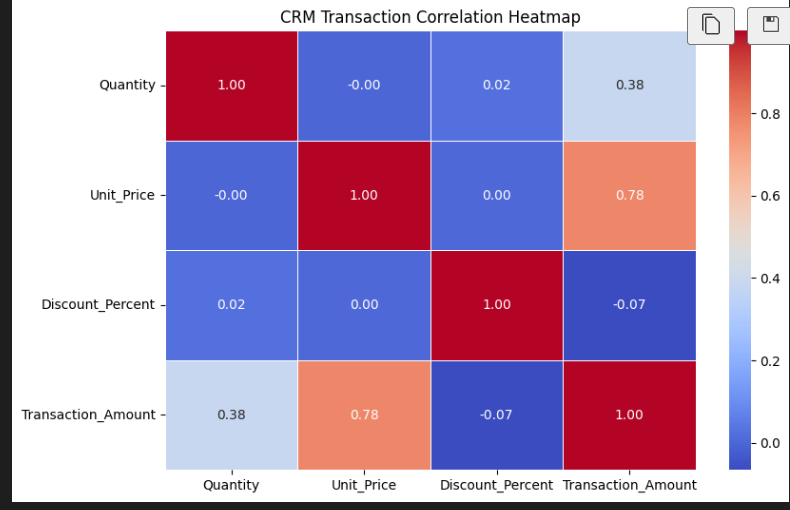 CRM Transaction Correlation Heatmap
Quantity 1.00 -0.00 0.02 0.38
Unit_Price -0.00 1.00 0.00 0.78
Discount_Percent 0.02 0.00 1.00 -0.07
Transaction_Amount 0.38 0.78 -0.07 1.00
Quantity Unit_Price Discount_Percent Transaction_Amount
0.8
0.6
0.4
0.2
0.0